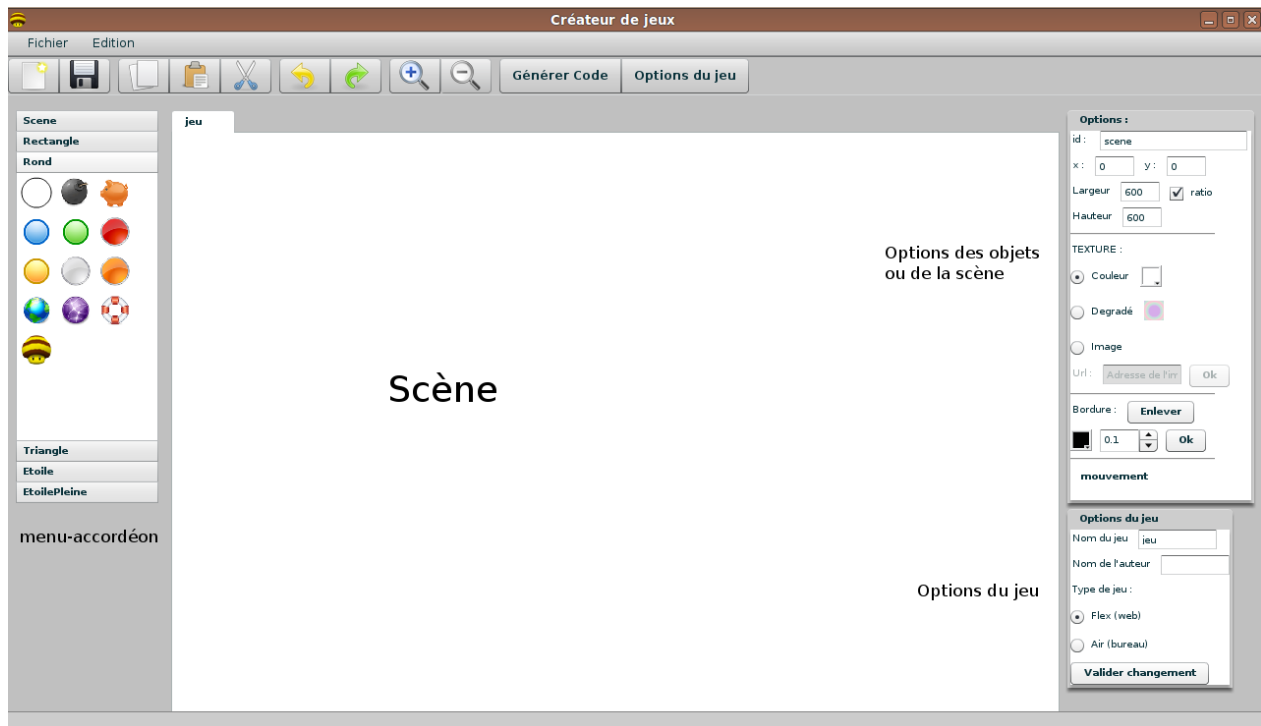 Créateur de jeux
Fichier Edition
Générer Code Options du jeu
Scene
Rectangle
Rond
Triangle
Etoile
EtoilePleine
menu-accordéon
jeu
Scène
Options des objets
ou de la scène
Options du jeu
Options :
id : scene
x : 0 y : 0
Largeur 600 ratio
Hauteur 600
TEXTURE :
Couleur
Degradé
Image
Url : Adresse de l'im Ok
Bordure : Enlever
0.1 Ok
mouvement
Options du jeu
Nom du jeu jeu
Nom de l'auteur
Type de jeu :
Flex (web)
Air (bureau)
Valider changement